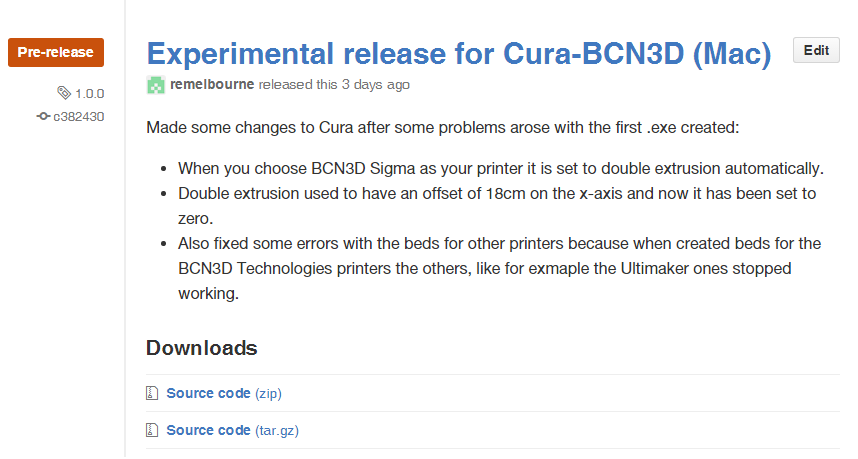 Pre-release
1.0.0
c382430
Experimental release for Cura-BCN3D (Mac)
Edit
remelbourne released this 3 days ago
Made some changes to Cura after some problems arose with the first .exe created:
• When you choose BCN3D Sigma as your printer it is set to double extrusion automatically.
• Double extrusion used to have an offset of 18cm on the x-axis and now it has been set to
zero.
• Also fixed some errors with the beds for other printers because when created beds for the
BCN3D Technologies printers the others, like for exmaple the Ultimaker ones stopped
working.
Downloads
Source code (zip)
Source code (tar.gz)